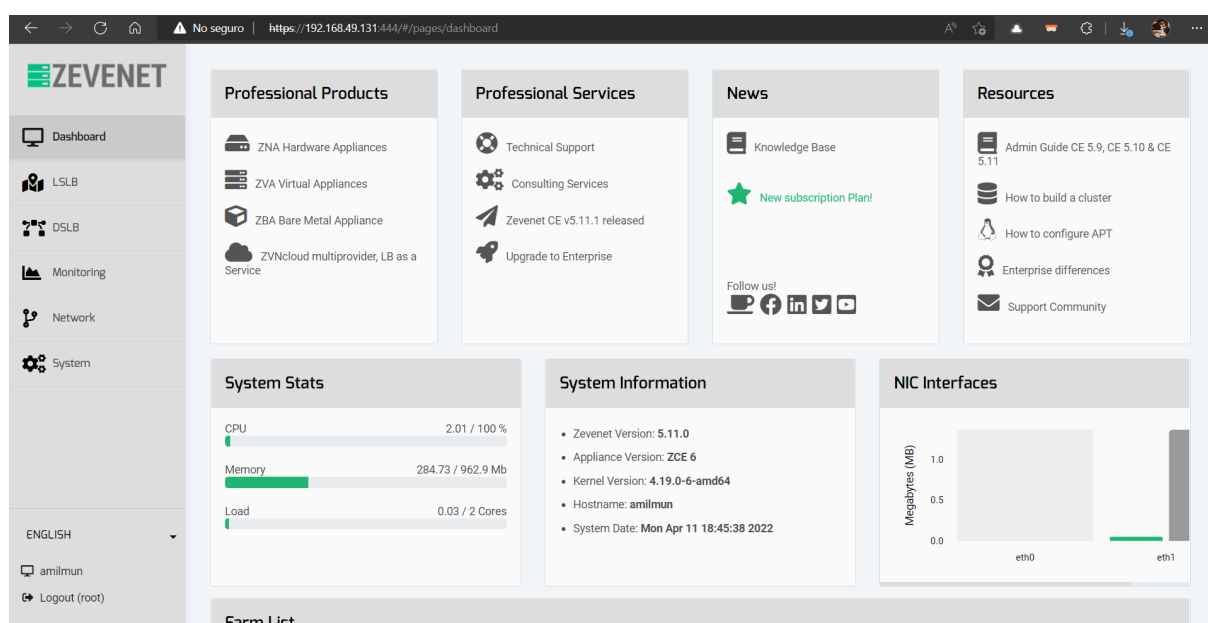 No seguro
https://192.168.49.131:444/#/pages/dashboard
ZEVENET
Dashboard
LSLB
DSLB
Monitoring
Network
System
ENGLISH
amilmun
Logout (root)
Professional Products
ZNA Hardware Appliances
ZVA Virtual Appliances
ZBA Bare Metal Appliance
ZVNcloud multiprovider, LB as a
Service
Professional Services
Technical Support
Consulting Services
Zevenet CE v5.11.1 released
Upgrade to Enterprise
News
Knowledge Base
New subscription Plan!
Follow us!
Resources
Admin Guide CE 5.9, CE 5.10 & CE
5.11
How to build a cluster
How to configure APT
Enterprise differences
Support Community
System Stats
CPU 2.01 / 100 %
Memory 284.73 / 962.9 Mb
Load 0.03 / 2 Cores
System Information
Zevenet Version: 5.11.0
Appliance Version: ZCE 6
Kernel Version: 4.19.0-6-amd64
Hostname: amilmun
System Date: Mon Apr 11 18:45:38 2022
NIC Interfaces
Megabytes (MB)
1.0
0.5
0.0
eth0 eth1
Farm List